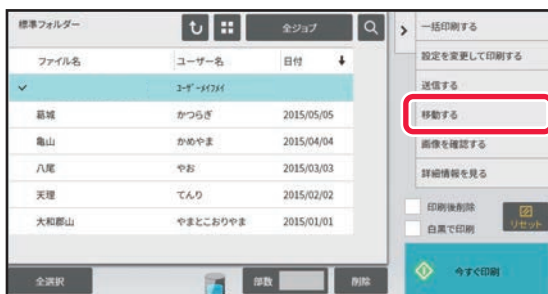 標準フォルダー
全ジョブ
ファイル名 ユーザー名 日付
ユーザーメイメイ
葛城 かつらぎ 2015/05/05
亀山 かめやま 2015/04/04
八尾 やお 2015/03/03
天理 てんり 2015/02/02
大和郡山 やまとこおりやま 2015/01/01
全選択 部数 削除
一括印刷する
設定を変更して印刷する
送信する
移動する
画像を確認する
詳細情報を見る
印刷後削除
白黒で印刷
リセット
今すぐ印刷